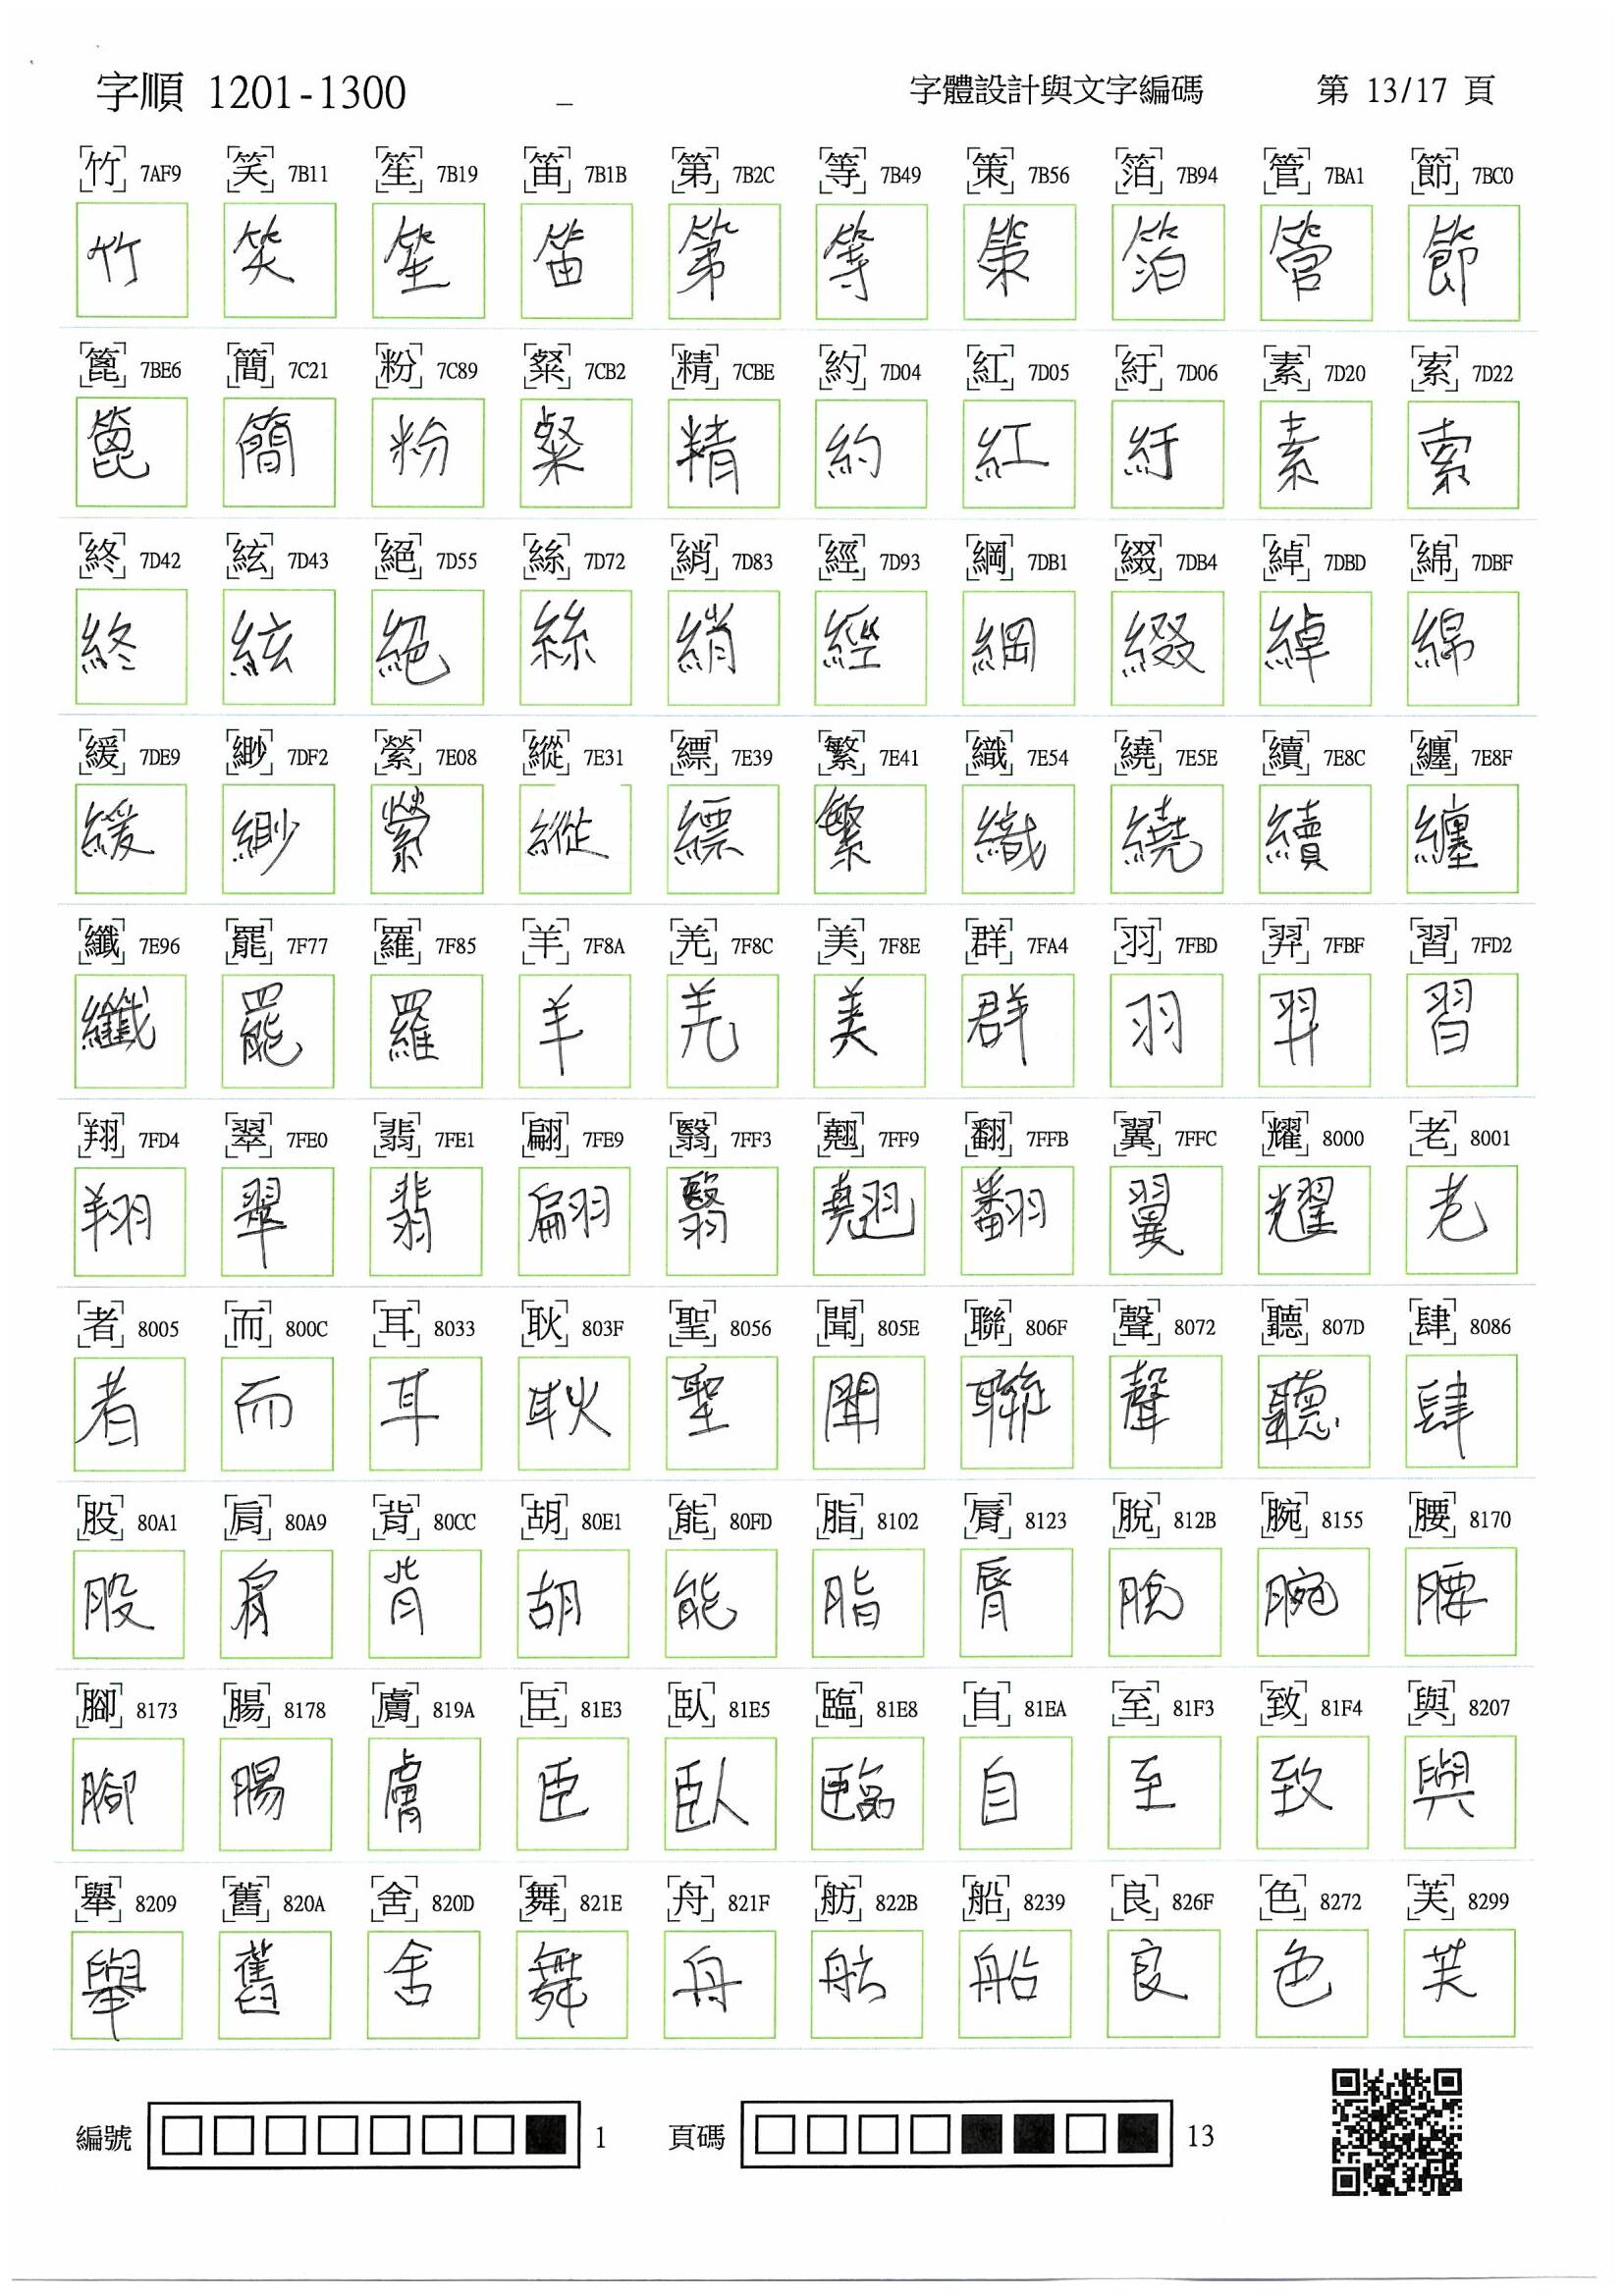 字順 1201-1300 _ 字體設計與文字編碼 第 13/17 頁
竹 7AF9 笑 7B11 笙 7B19 笛 7B1B 第 7B2C 等 7B49 策 7B56 箔 7B94 管 7BA1 節 7BC0
竹 笑 笙 笛 第 等 策 箔 管 節
篦 7BE6 簡 7C21 粉 7C89 粲 7CB2 精 7CBE 約 7D04 紅 7D05 紆 7D06 素 7D20 索 7D22
篦 簡 粉 粲 精 約 紅 紆 素 索
終 7D42 絃 7D43 絕 7D55 絲 7D72 綃 7D83 經 7D93 綱 7DB1 綴 7DB4 綽 7DBD 綿 7DBF
終 絃 絕 絲 綃 經 綱 綴 綽 綿
緩 7DE9 緲 7DF2 縈 7E08 縱 7E31 縹 7E39 繁 7E41 織 7E54 繞 7E5E 續 7E8C 纏 7E8F
緩 緲 縈 縱 縹 繁 織 繞 續 纏
纖 7E96 罷 7F77 羅 7F85 羊 7F8A 羌 7F8C 美 7F8E 群 7FA4 羽 7FBD 羿 7FBF 習 7FD2
纖 罷 羅 羊 羌 美 群 羽 羿 習
翔 7FD4 翠 7FE0 翡 7FE1 翩 7FE9 翳 7FF3 翹 7FF9 翻 7FFB 翼 7FFC 耀 8000 老 8001
翔 翠 翡 翩 翳 翹 翻 翼 耀 老
者 8005 而 800C 耳 8033 耿 803F 聖 8056 聞 805E 聯 806F 聲 8072 聽 807D 肆 8086
者 而 耳 耿 聖 聞 聯 聲 聽 肆
股 80A1 肩 80A9 背 80CC 胡 80E1 能 80FD 脂 8102 脣 8123 脫 812B 腕 8155 腰 8170
股 肩 背 胡 能 脂 脣 脫 腕 腰
腳 8173 腸 8178 膚 819A 臣 81E3 臥 81E5 臨 81E8 自 81EA 至 81F3 致 81F4 與 8207
腳 腸 膚 臣 臥 臨 自 至 致 與
舉 8209 舊 820A 舍 820D 舞 821E 舟 821F 舫 822B 船 8239 良 826F 色 8272 芙 8299
舉 舊 舍 舞 舟 舫 船 良 色 芙
編號 1 頁碼 13